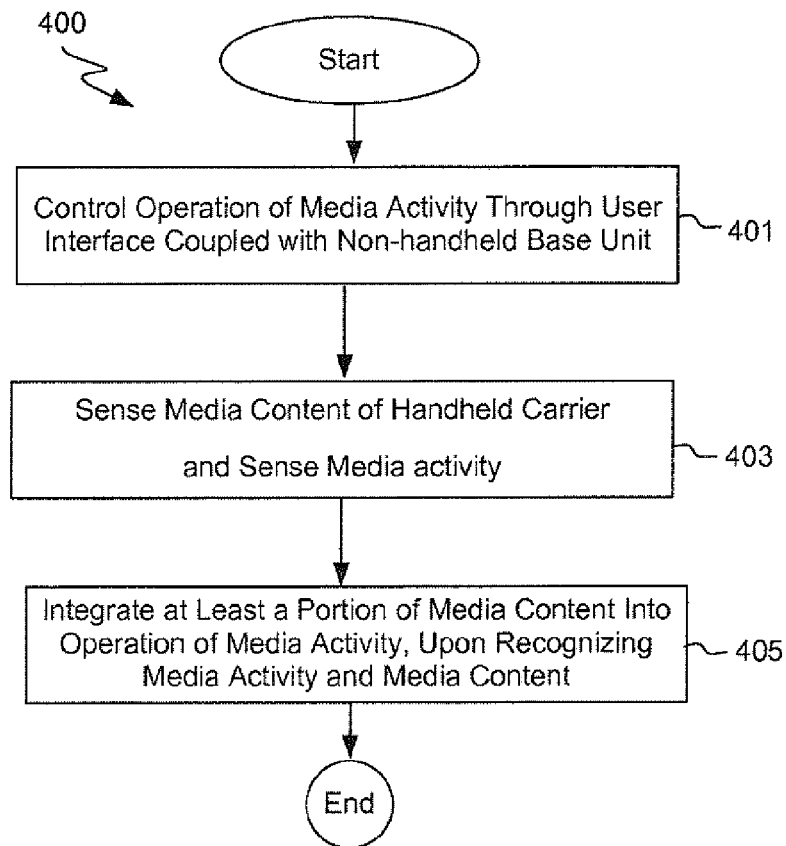 400
Start
Control Operation of Media Activity Through User
Interface Coupled with Non-handheld Base Unit
401
Sense Media Content of Handheld Carrier
and Sense Media activity
403
Integrate at Least a Portion of Media Content Into
Operation of Media Activity, Upon Recognizing
Media Activity and Media Content
405
End